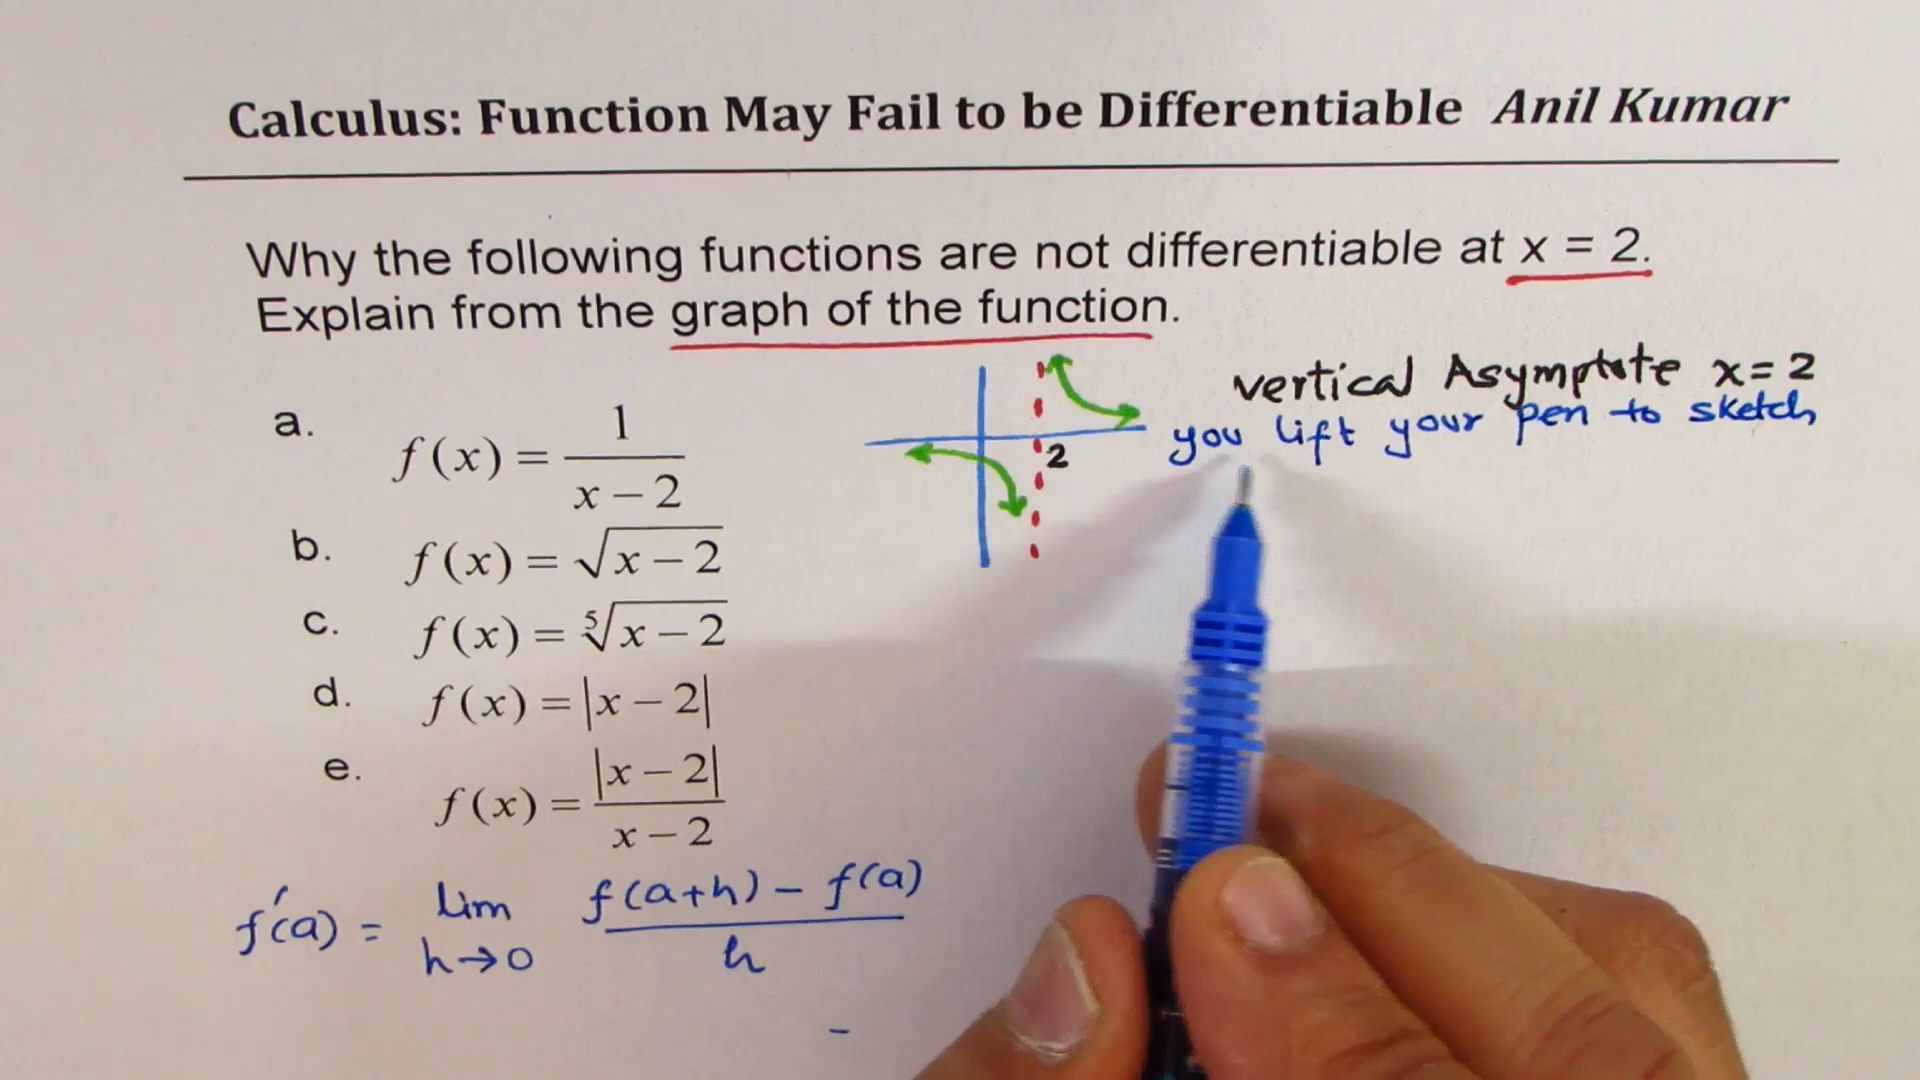 Calculus: Function May Fail to be Differentiable Anil Kumar
Why the following functions are not differentiable at x = 2.
Explain from the graph of the function.
vertical Asymptote x = 2
you lift your pen to sketch
2
a. f(x) = 1/(x − 2)
b. f(x) = √(x − 2)
c. f(x) = ⁵√(x − 2)
d. f(x) = |x − 2|
e. f(x) = |x − 2|/(x − 2)
f'(a) = lim h→0 (f(a+h) − f(a))/h